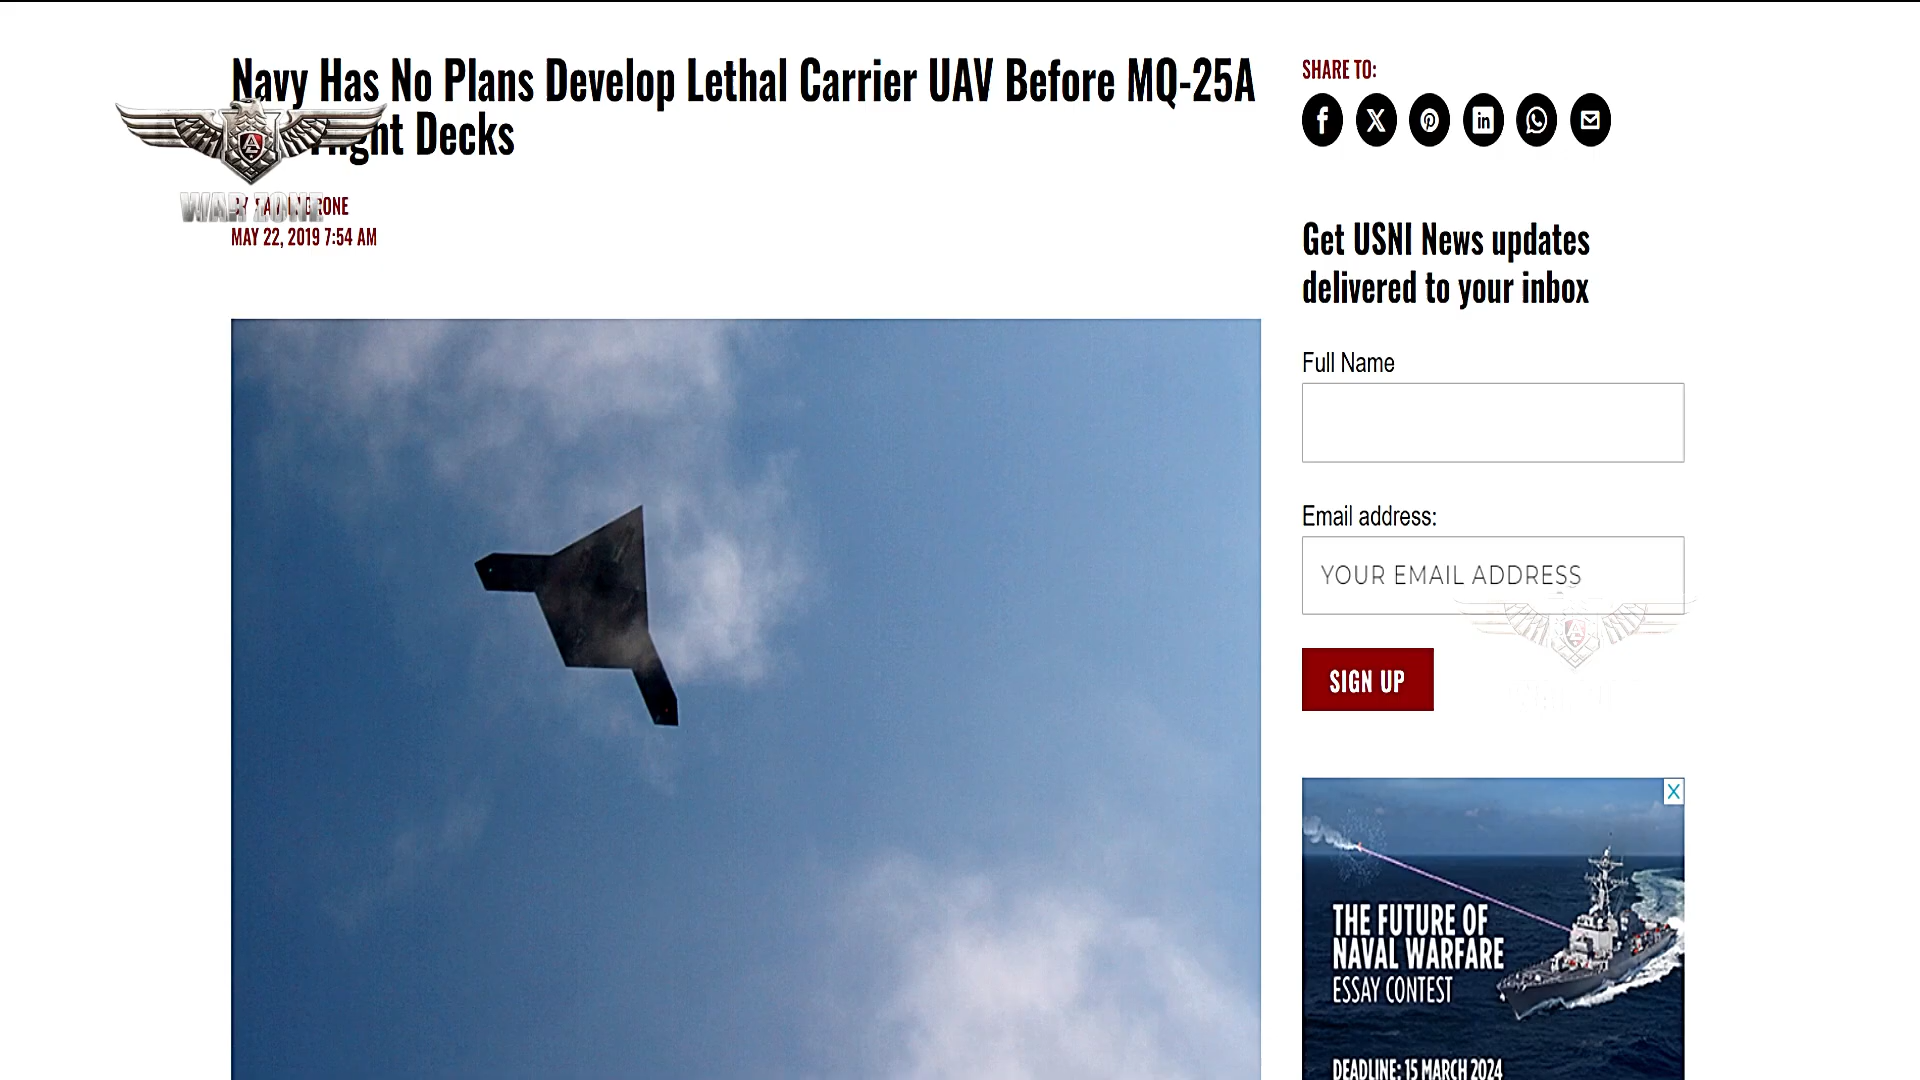 Navy Has No Plans Develop Lethal Carrier UAV Before MQ-25A
Decks
WAR ZONE
MAY 22, 2019 7:54 AM
SHARE TO:
Get USNI News updates
delivered to your inbox
Full Name
Email address:
YOUR EMAIL ADDRESS
SIGN UP
X
THE FUTURE OF
NAVAL WARFARE
ESSAY CONTEST
DEADLINE: 15 MARCH 2024